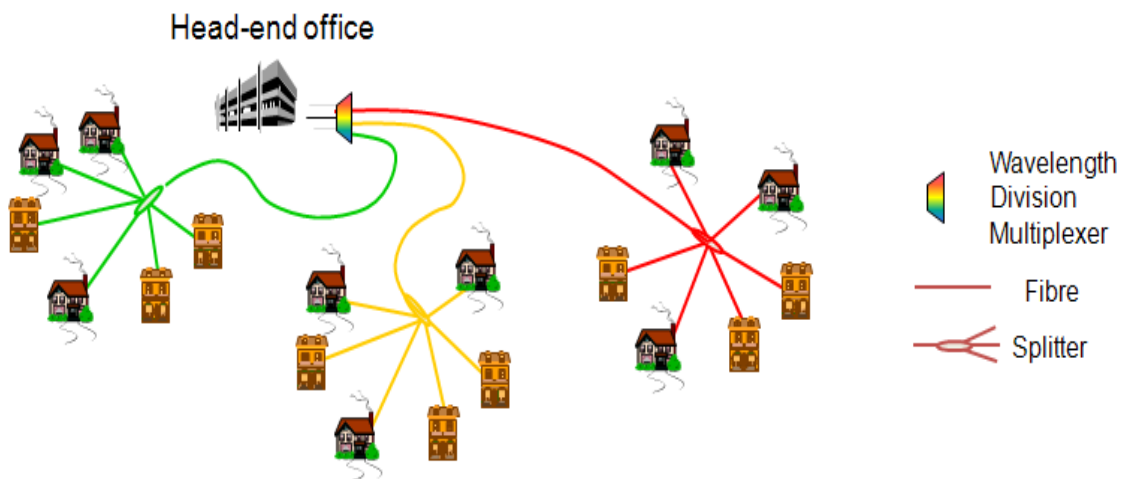 Head-end office
Wavelength
Division
Multiplexer
Fibre
Splitter